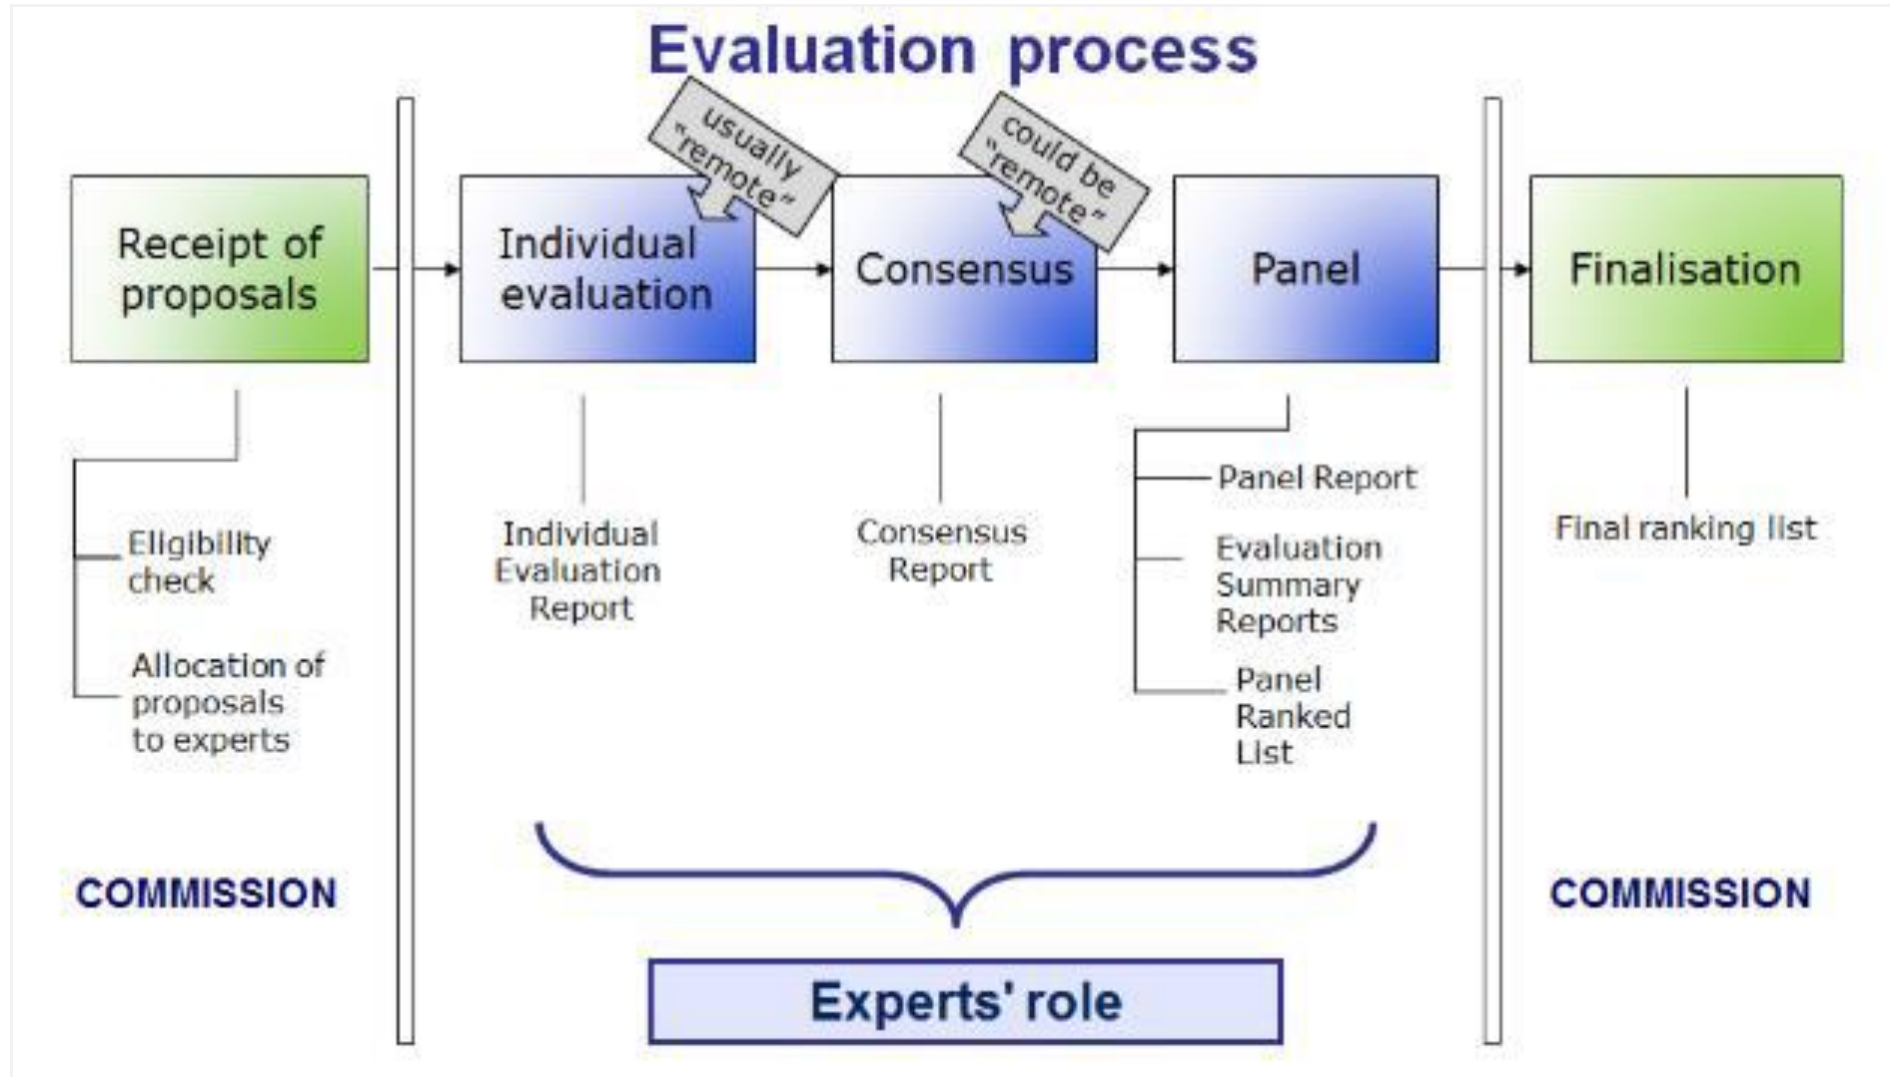 Evaluation process
usually
"remote"
could be
"remote"
Receipt of
proposals
Individual
evaluation
Consensus
Panel
Finalisation
Eligibility
check
Allocation of
proposals
to experts
Individual
Evaluation
Report
Consensus
Report
Panel Report
Evaluation
Summary
Reports
Panel
Ranked
List
Final ranking list
COMMISSION
COMMISSION
Experts' role